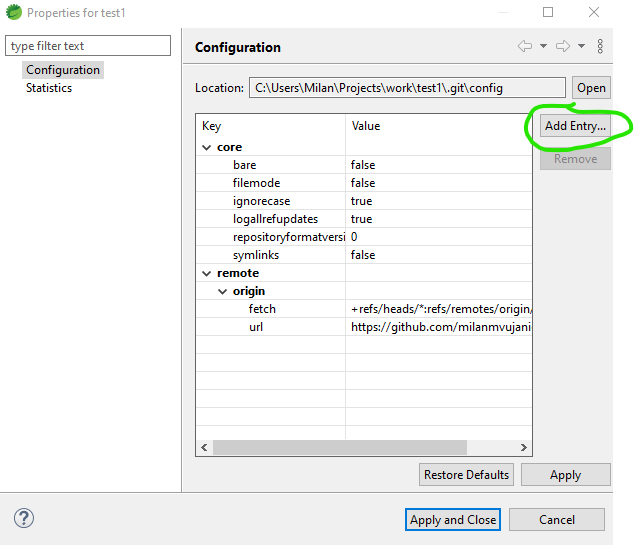 Properties for test1
type filter text
Configuration
Statistics
Configuration
Location: C:\Users\Milan\Projects\work\test1\.git\config Open
Key Value Add Entry...
core Remove
bare false
filemode false
ignorecase true
logallrefupdates true
repositoryformatversi 0
symlinks false
remote
origin
fetch +refs/heads/*:refs/remotes/origin/
url https://github.com/milanmvujani
Restore Defaults Apply
? Apply and Close Cancel